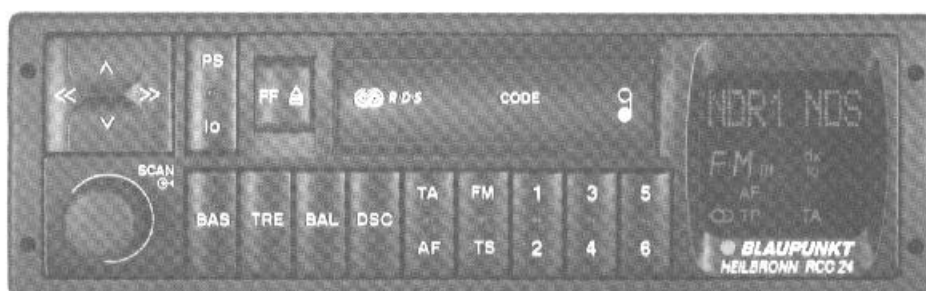 PS
lo
FF
R·D·S CODE
SCAN
BAS TRE BAL DSC
TA FM 1 3 5
AF TS 2 4 6
NDR1 NDS
FM
AF
TP TA
BLAUPUNKT
HEILBRONN RCC 24